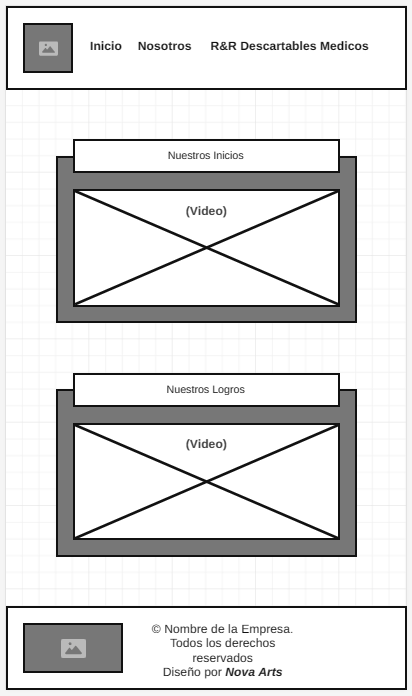 Inicio Nosotros R&R Descartables Medicos
Nuestros Inicios
(Video)
Nuestros Logros
(Video)
© Nombre de la Empresa.
Todos los derechos
reservados
Diseño por Nova Arts